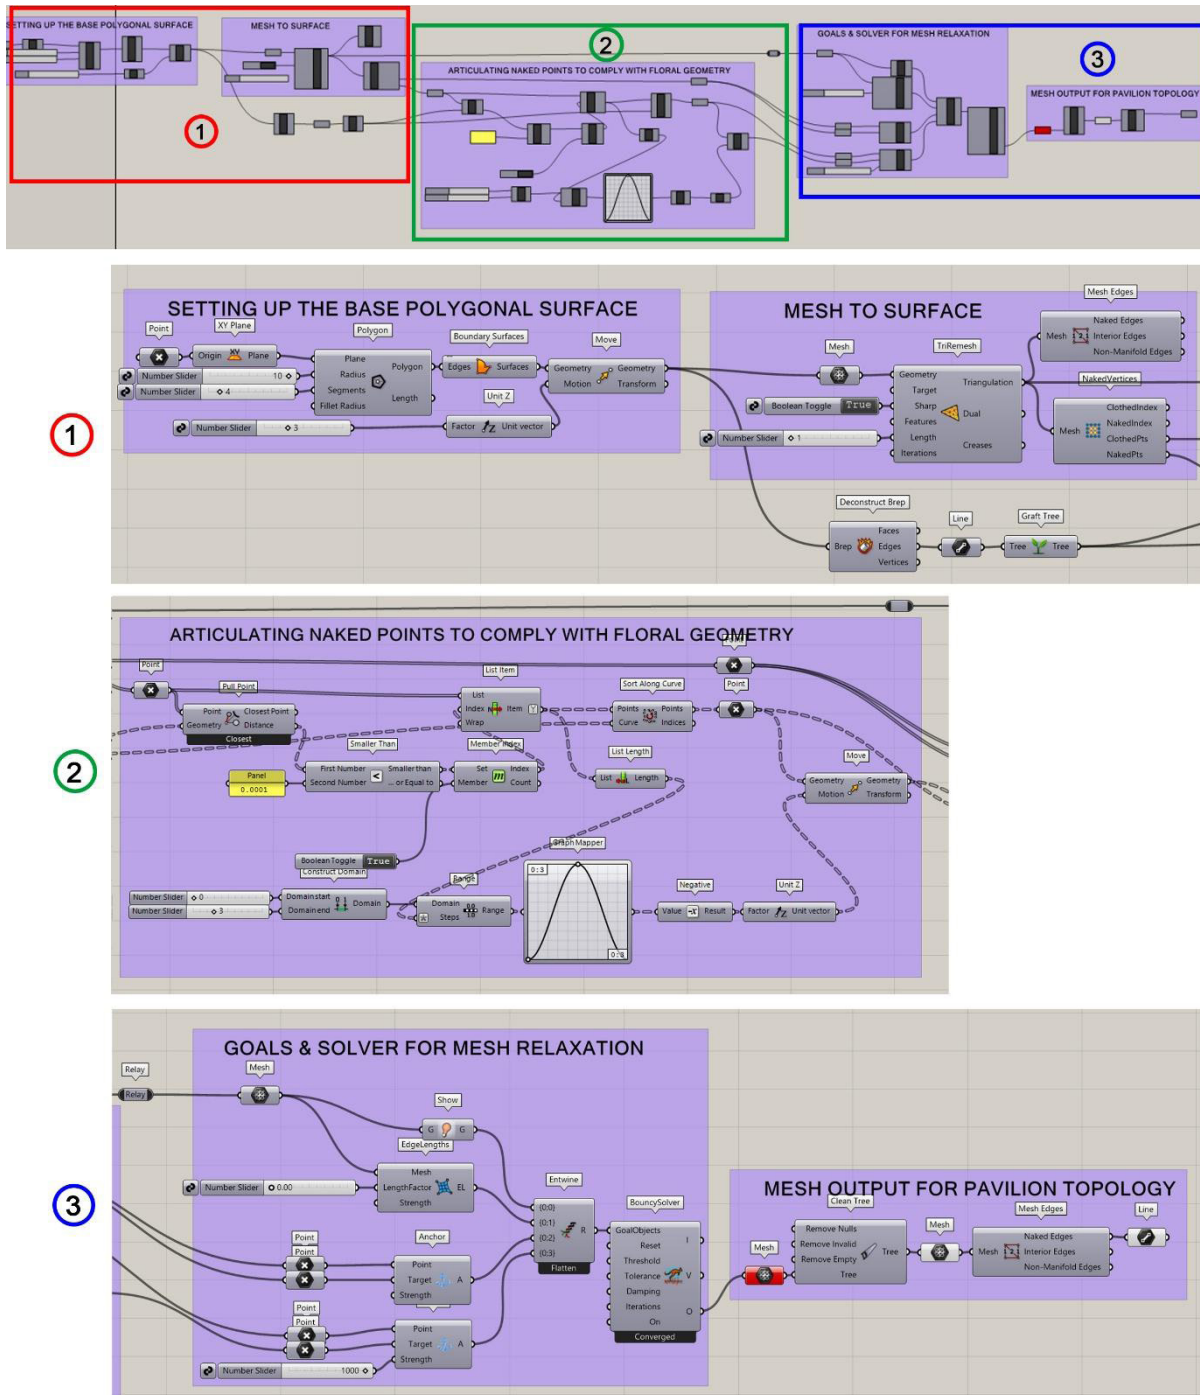 SETTING UP THE BASE POLYGONAL SURFACE
MESH TO SURFACE
1
2
ARTICULATING NAKED POINTS TO COMPLY WITH FLORAL GEOMETRY
GOALS & SOLVER FOR MESH RELAXATION
3
MESH OUTPUT FOR PAVILION TOPOLOGY
1
SETTING UP THE BASE POLYGONAL SURFACE
Point
XY Plane
Origin
Plane
Number Slider
10
Number Slider
4
Polygon
Plane
Radius
Segments
Fillet Radius
Polygon
Length
Boundary Surfaces
Edges
Surfaces
Unit Z
Number Slider
3
Factor
Unit vector
Move
Geometry
Motion
Geometry
Transform
MESH TO SURFACE
Mesh
Boolean Toggle
True
Number Slider
1
TriRemesh
Geometry
Target
Sharp
Features
Length
Iterations
Triangulation
Dual
Creases
Mesh Edges
Mesh
Naked Edges
Interior Edges
Non-Manifold Edges
NakedVertices
Mesh
ClothedIndex
NakedIndex
ClothedPts
NakedPts
Deconstruct Brep
Brep
Faces
Edges
Vertices
Line
Graft Tree
Tree
Tree
2
ARTICULATING NAKED POINTS TO COMPLY WITH FLORAL GEOMETRY
Point
Pull Point
Point
Geometry
Closest Point
Distance
Closest
List Item
List
Index
Wrap
Item
Sort Along Curve
Points
Curve
Points
Indices
Point
Panel
0.0001
Smaller Than
First Number
Second Number
Smaller than
... or Equal to
Member Index
Set
Member
Index
Count
List Length
List
Length
Move
Geometry
Motion
Geometry
Transform
Boolean Toggle
True
Construct Domain
Number Slider
0
Number Slider
3
Domain start
Domain end
Domain
Range
Domain
Steps
Range
Graph Mapper
0:3
Negative
Value
-x
Result
Unit Z
Factor
Unit vector
3
GOALS & SOLVER FOR MESH RELAXATION
Relay
Relay
Mesh
Show
G
G
EdgeLengths
Mesh
LengthFactor
Strength
EL
Number Slider
0.00
Point
Point
Anchor
Point
Target
Strength
A
Point
Point
Point
Target
Strength
A
Number Slider
1000
Entwine
{0;0}
{0;1}
{0;2}
{0;3}
R
Flatten
BouncySolver
GoalObjects
Reset
Threshold
Tolerance
Damping
Iterations
On
I
V
O
Converged
MESH OUTPUT FOR PAVILION TOPOLOGY
Mesh
Clean Tree
Remove Nulls
Remove Invalid
Remove Empty
Tree
Tree
Mesh
Mesh Edges
Mesh
Naked Edges
Interior Edges
Non-Manifold Edges
Line